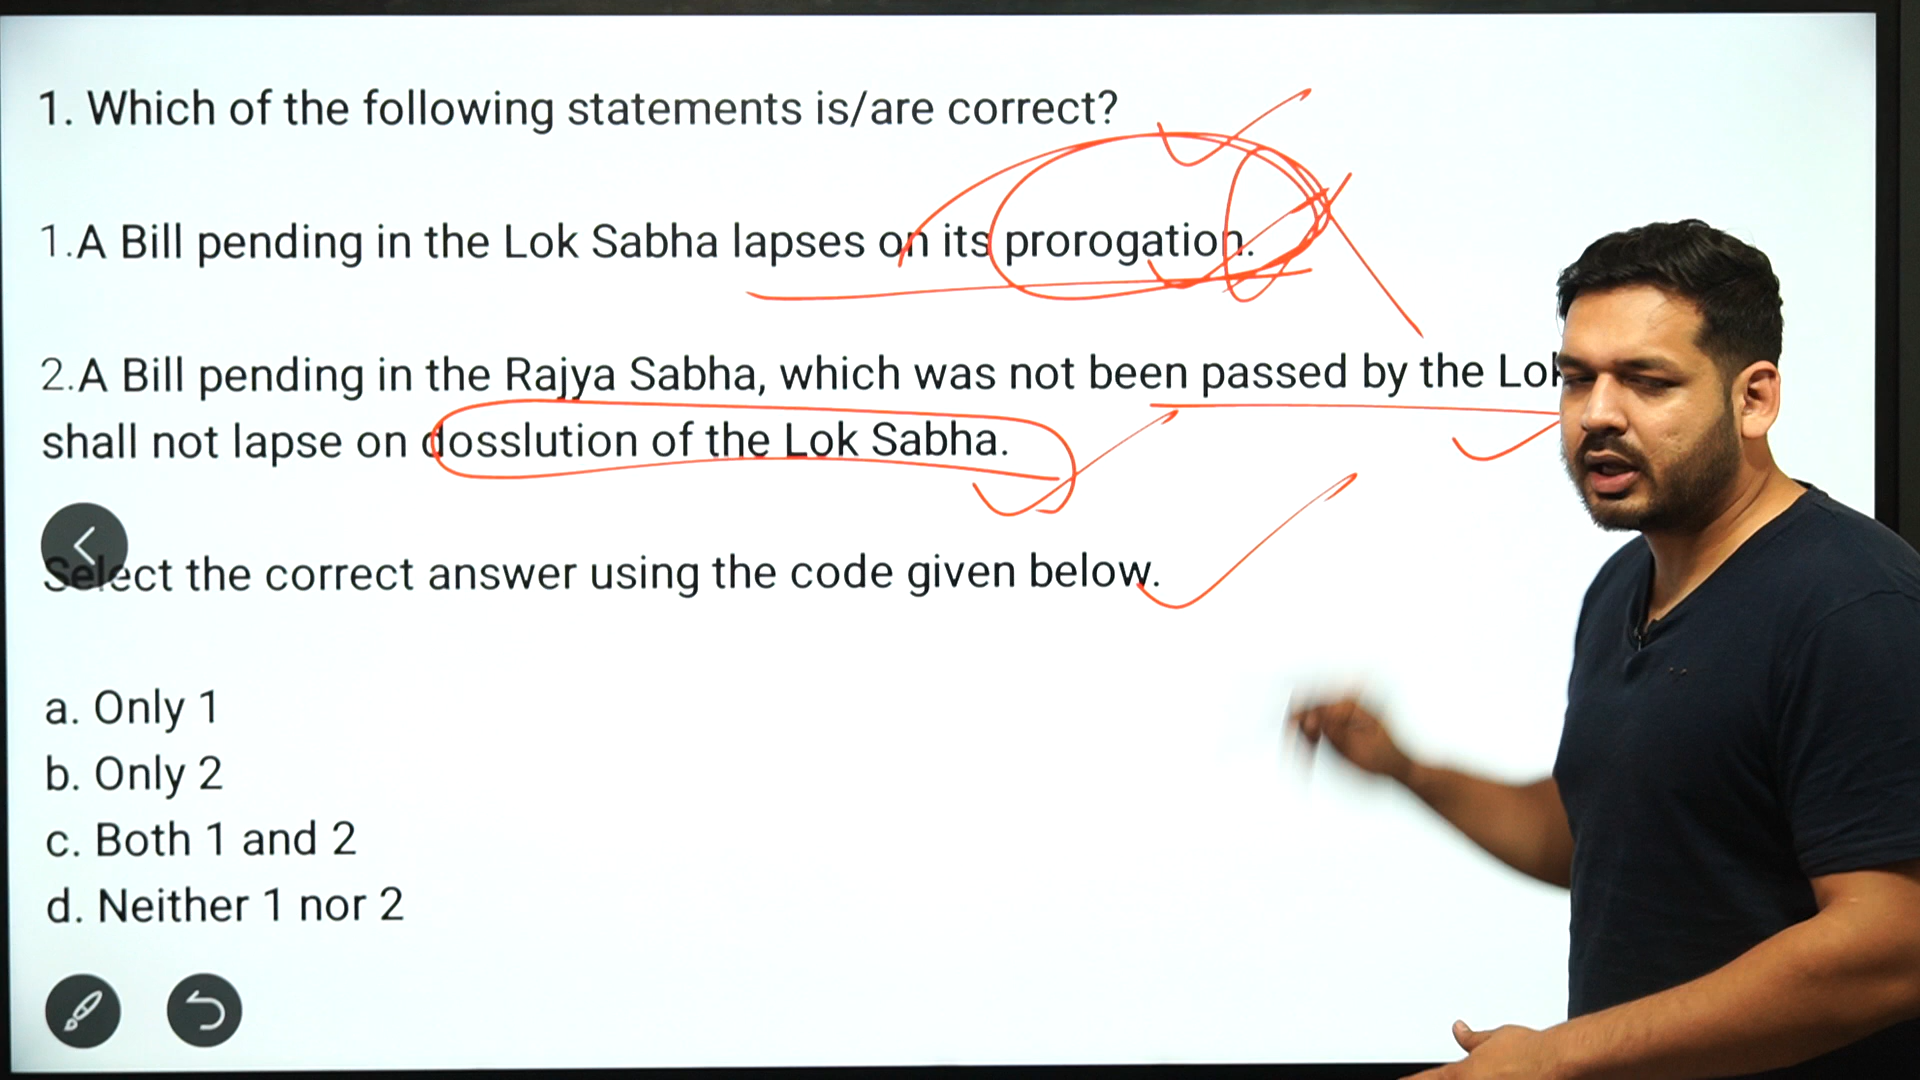 1. Which of the following statements is/are correct?
1.A Bill pending in the Lok Sabha lapses on its prorogation.
2.A Bill pending in the Rajya Sabha, which was not been passed by the Lok
shall not lapse on dosslution of the Lok Sabha.
Select the correct answer using the code given below.
a. Only 1
b. Only 2
c. Both 1 and 2
d. Neither 1 nor 2